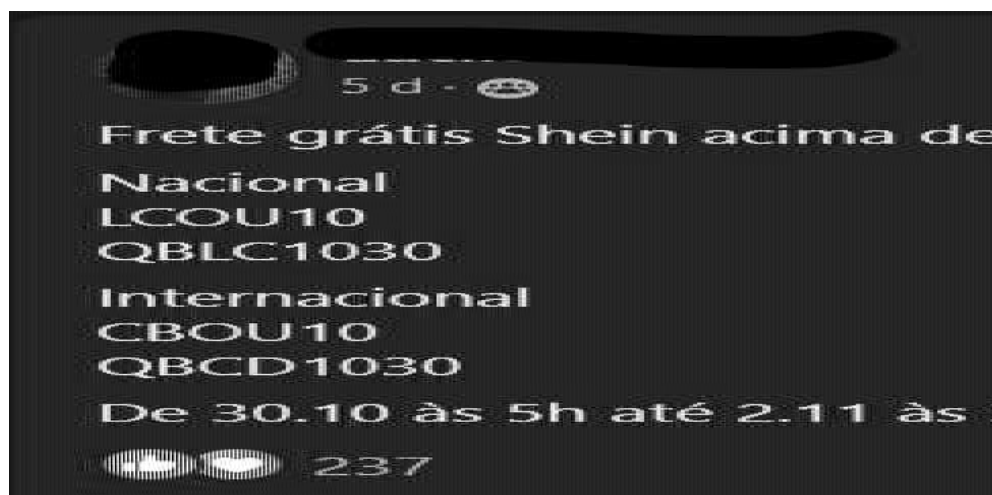 5 d ·
Frete grátis Shein acima de
Nacional
LCOU10
QBLC1030
Internacional
CBOU10
QBCD1030
De 30.10 às 5h até 2.11 às
237